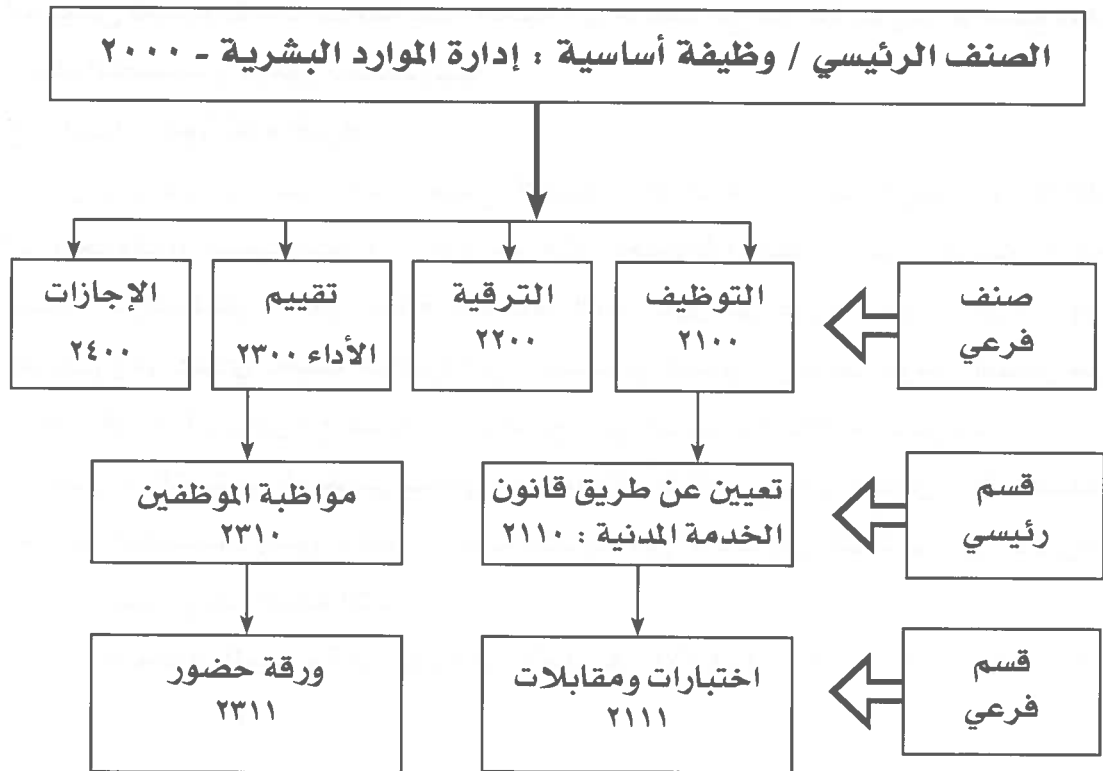 الصنف الرئيسي / وظيفة أساسية : إدارة الموارد البشرية - ٢٠٠٠
صنف
فرعي
التوظيف
٢١٠٠
الترقية
٢٢٠٠
تقييم
الأداء ٢٣٠٠
الإجازات
٢٤٠٠
قسم
رئيسي
تعيين عن طريق قانون
الخدمة المدنية : ٢١١٠
مواظبة الموظفين
٢٣١٠
قسم
فرعي
اختبارات ومقابلات
٢١١١
ورقة حضور
٢٣١١